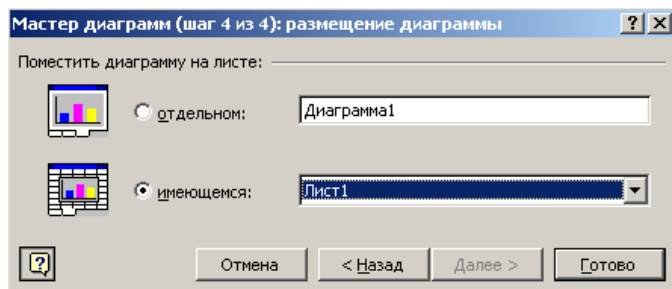 Мастер диаграмм (шаг 4 из 4): размещение диаграммы
Поместить диаграмму на листе:
отдельном: Диаграмма1
имеющемся: Лист1
Отмена < Назад Далее > Готово